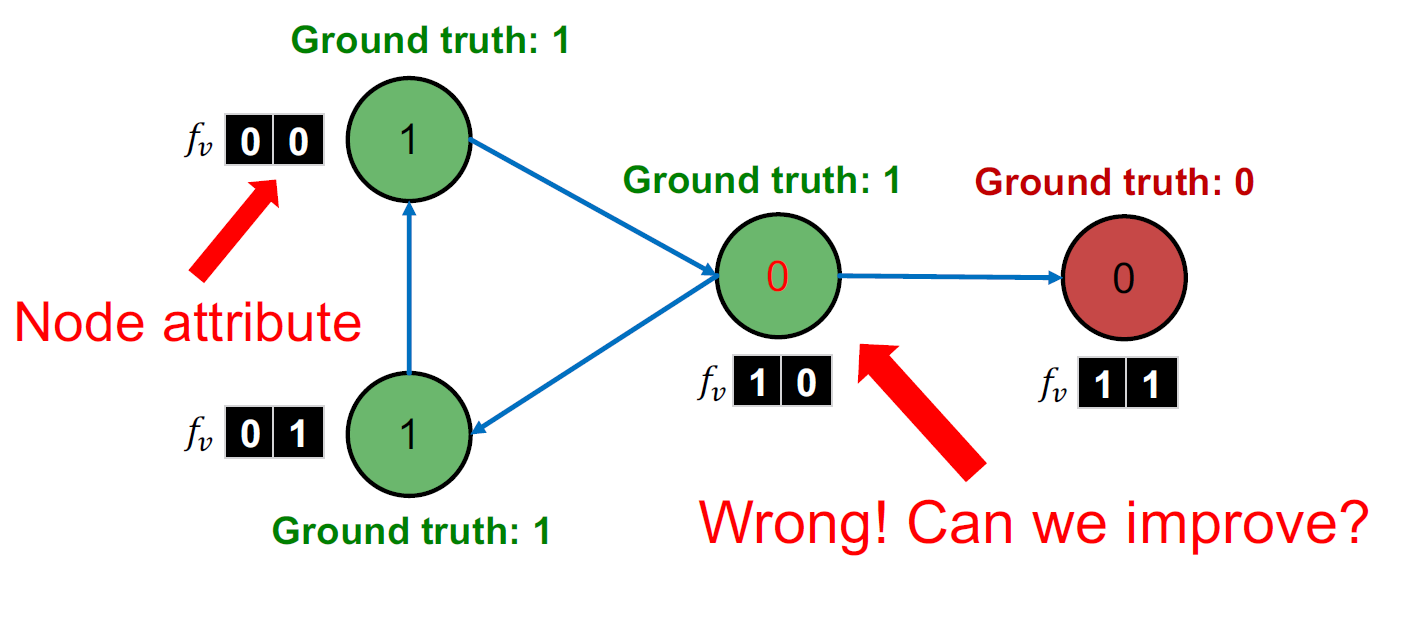 Ground truth: 1
f_v 0 0
1
Ground truth: 1
Ground truth: 0
0
0
Node attribute
f_v 1 0
f_v 1 1
f_v 0 1
1
Ground truth: 1
Wrong! Can we improve?